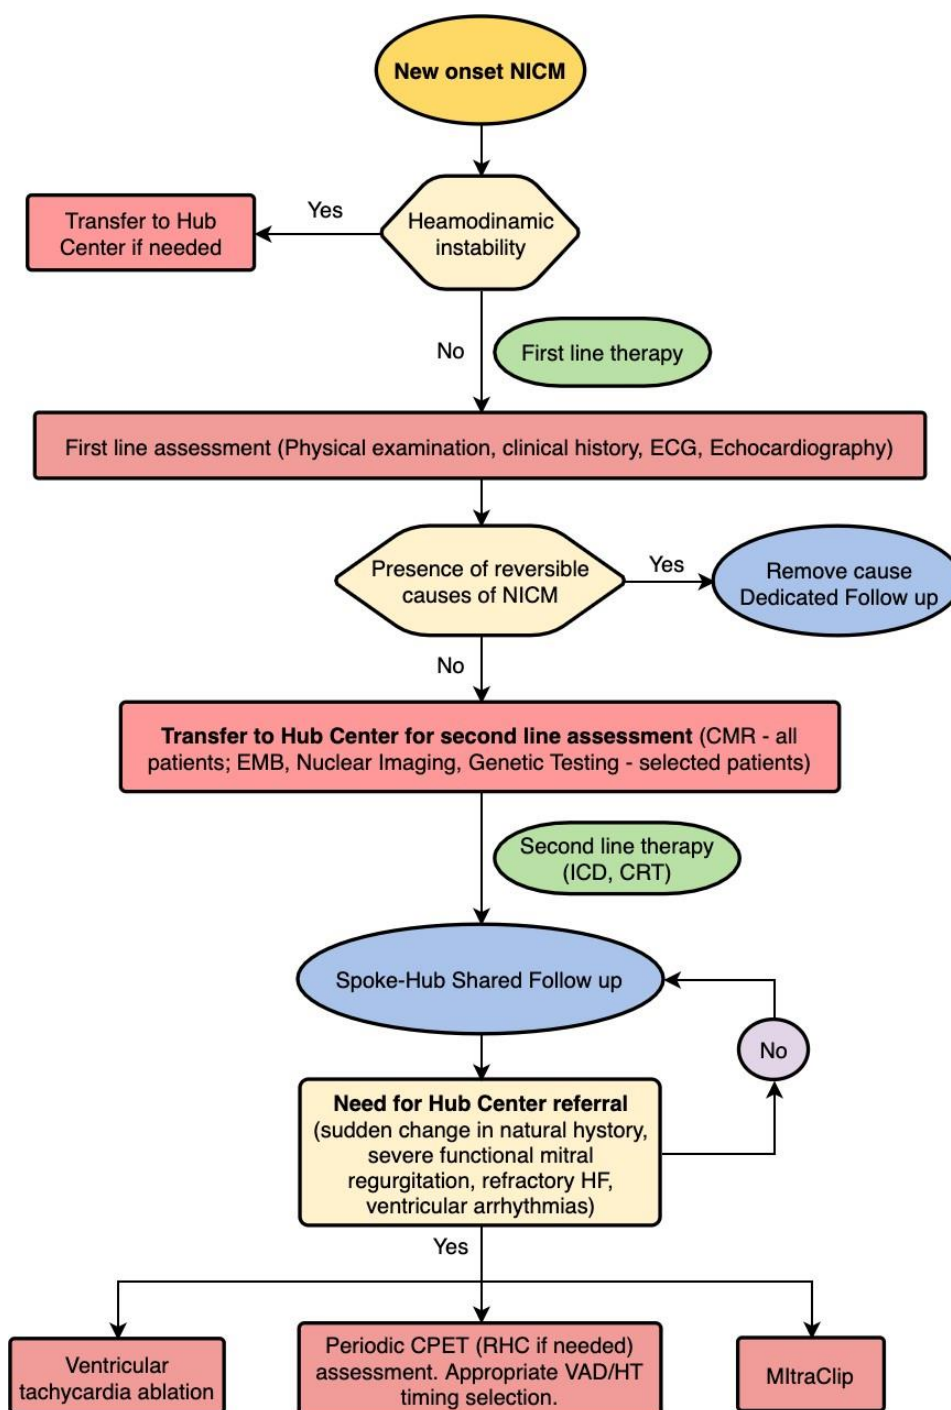 New onset NICM
Heamodinamic
instability
Yes
Transfer to Hub
Center if needed
No
First line therapy
First line assessment (Physical examination, clinical history, ECG, Echocardiography)
Presence of reversible
causes of NICM
Yes
Remove cause
Dedicated Follow up
No
Transfer to Hub Center for second line assessment (CMR - all
patients; EMB, Nuclear Imaging, Genetic Testing - selected patients)
Second line therapy
(ICD, CRT)
Spoke-Hub Shared Follow up
No
Need for Hub Center referral
(sudden change in natural hystory,
severe functional mitral
regurgitation, refractory HF,
ventricular arrhythmias)
Yes
Ventricular
tachycardia ablation
Periodic CPET (RHC if needed)
assessment. Appropriate VAD/HT
timing selection.
MItraClip